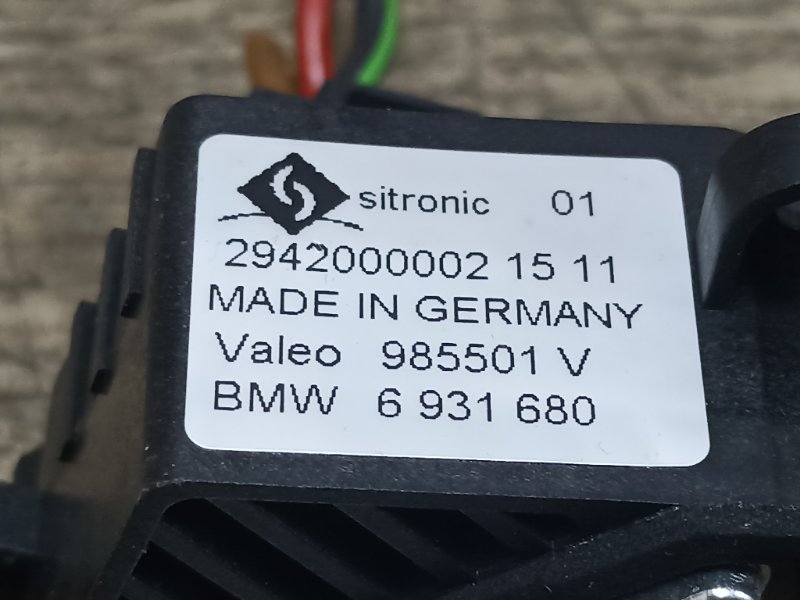 sitronic 01
2942000002 15 11
MADE IN GERMANY
Valeo 985501 V
BMW 6 931 680